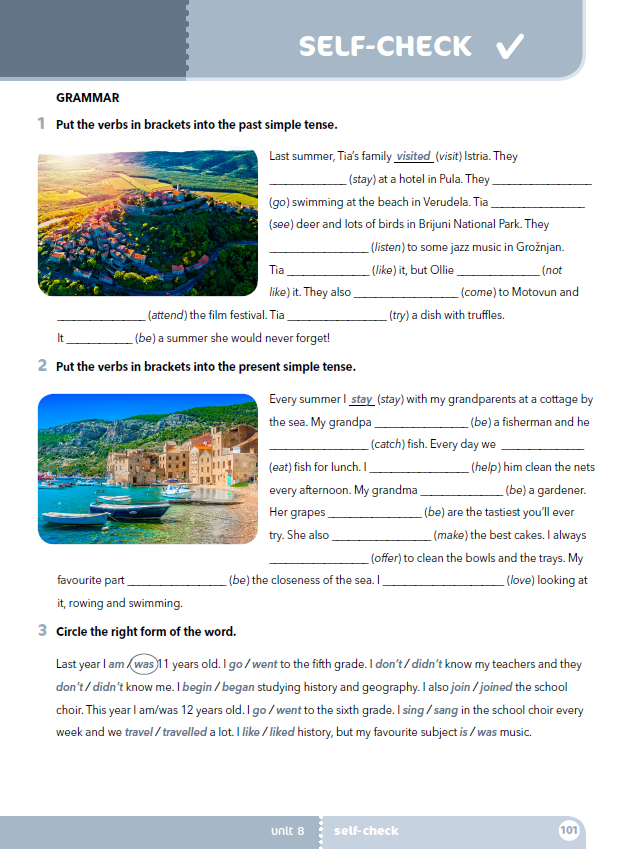 SELF-CHECK
GRAMMAR
1 Put the verbs in brackets into the past simple tense.
Last summer, Tia's family visited (visit) Istria. They
______________ (stay) at a hotel in Pula. They __________________
(go) swimming at the beach in Verudela. Tia _________________
(see) deer and lots of birds in Brijuni National Park. They
__________________ (listen) to some jazz music in Grožnjan.
Tia _______________ (like) it, but Ollie _______________ (not
like) it. They also ___________________ (come) to Motovun and
________________ (attend) the film festival. Tia __________________ (try) a dish with truffles.
It ____________ (be) a summer she would never forget!
2 Put the verbs in brackets into the present simple tense.
Every summer I stay (stay) with my grandparents at a cottage by
the sea. My grandpa _________________ (be) a fisherman and he
__________________ (catch) fish. Every day we _______________
(eat) fish for lunch. I __________________ (help) him clean the nets
every afternoon. My grandma _______________ (be) a gardener.
Her grapes _________________ (be) are the tastiest you'll ever
try. She also __________________ (make) the best cakes. I always
__________________ (offer) to clean the bowls and the trays. My
favourite part __________________ (be) the closeness of the sea. I ______________________ (love) looking at
it, rowing and swimming.
3 Circle the right form of the word.
Last year I am / was 11 years old. I go / went to the fifth grade. I don't / didn't know my teachers and they
don't / didn't know me. I begin / began studying history and geography. I also join / joined the school
choir. This year I am/was 12 years old. I go / went to the sixth grade. I sing / sang in the school choir every
week and we travel / travelled a lot. I like / liked history, but my favourite subject is / was music.
unit 8 self-check 101